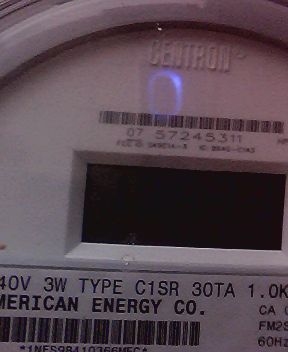 CENTRON
07 57245311
40V 3W TYPE C1SR 30TA 1.0K
MERICAN ENERGY CO.
CA
FM2S
60Hz